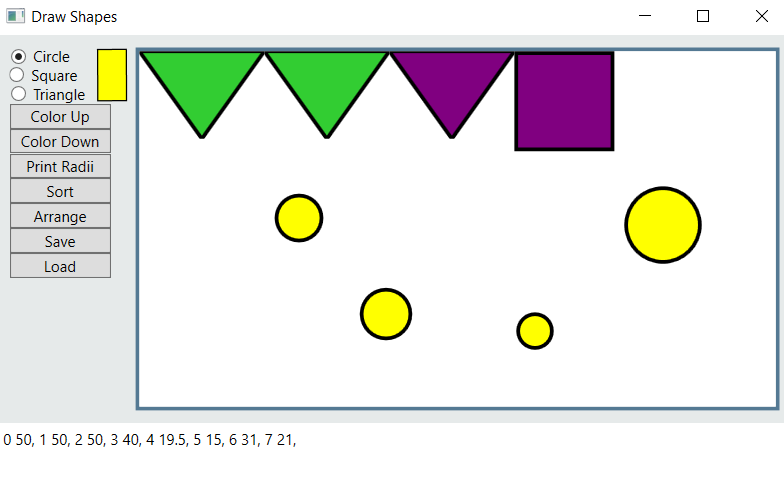 Draw Shapes
Circle
Square
Triangle
Color Up
Color Down
Print Radii
Sort
Arrange
Save
Load
0 50, 1 50, 2 50, 3 40, 4 19.5, 5 15, 6 31, 7 21,